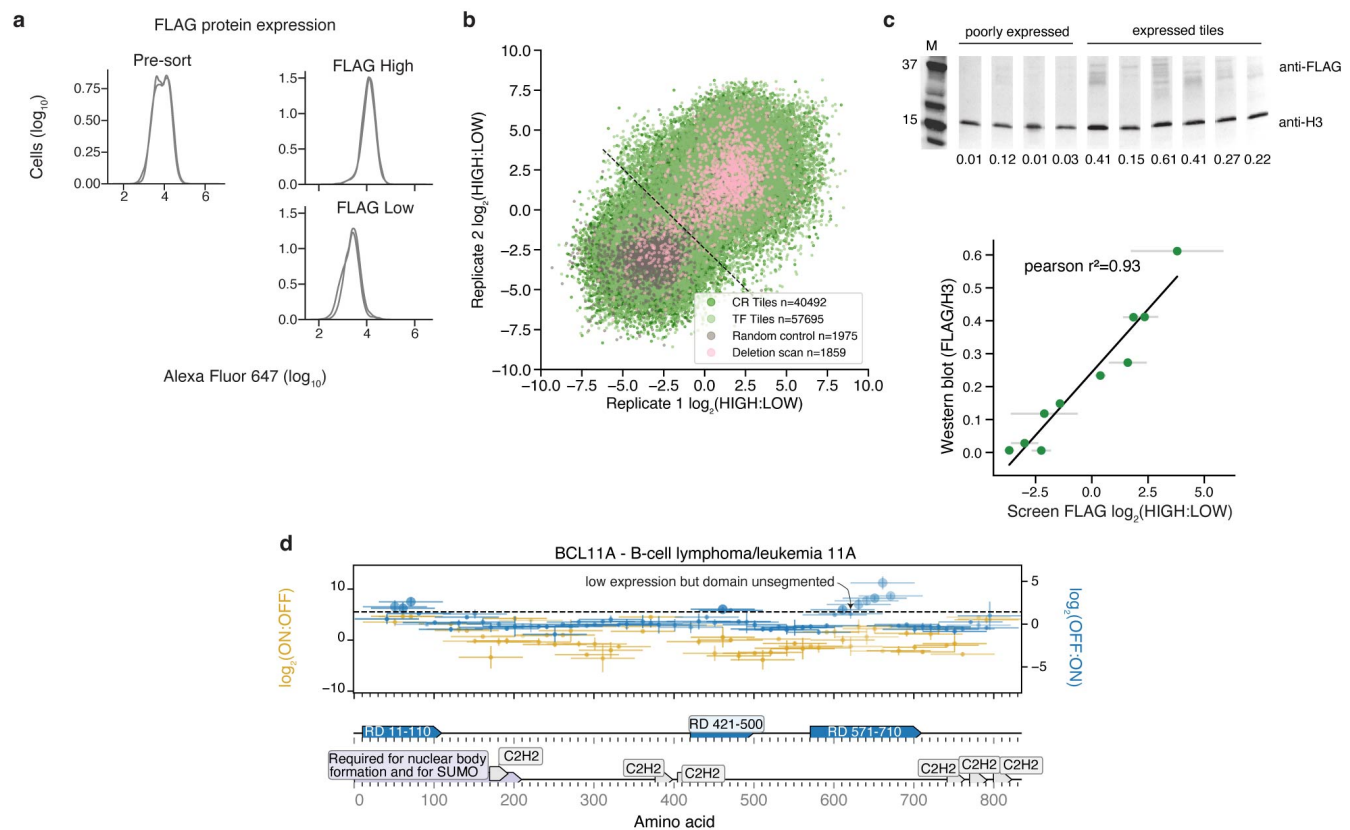 a
FLAG protein expression
Pre-sort
Cells (log10)
0.75
0.50
0.25
0.00
2 4 6
FLAG High
1.5
1.0
0.5
0.0
FLAG Low
1.5
1.0
0.5
0.0
2 4 6
Alexa Fluor 647 (log10)
b
10.0
7.5
5.0
2.5
0.0
−2.5
−5.0
−7.5
−10.0
Replicate 2 log2(HIGH:LOW)
CR Tiles n=40492
TF Tiles n=57695
Random control n=1975
Deletion scan n=1859
−10.0 −7.5 −5.0 −2.5 0.0 2.5 5.0 7.5 10.0
Replicate 1 log2(HIGH:LOW)
c
poorly expressed expressed tiles
M
37 anti-FLAG
15 anti-H3
0.01 0.12 0.01 0.03 0.41 0.15 0.61 0.41 0.27 0.22
pearson r²=0.93
Western blot (FLAG/H3)
0.6
0.5
0.4
0.3
0.2
0.1
0.0
−2.5 0.0 2.5 5.0
Screen FLAG log2(HIGH:LOW)
d
BCL11A - B-cell lymphoma/leukemia 11A
low expression but domain unsegmented
log2(ON:OFF)
10
0
−10
5
0
−5
log2(OFF:ON)
RD 11-110 RD 421-500 RD 571-710
Required for nuclear body
formation and for SUMO
C2H2 C2H2 C2H2 C2H2 C2H2 C2H2
0 100 200 300 400 500 600 700 800
Amino acid